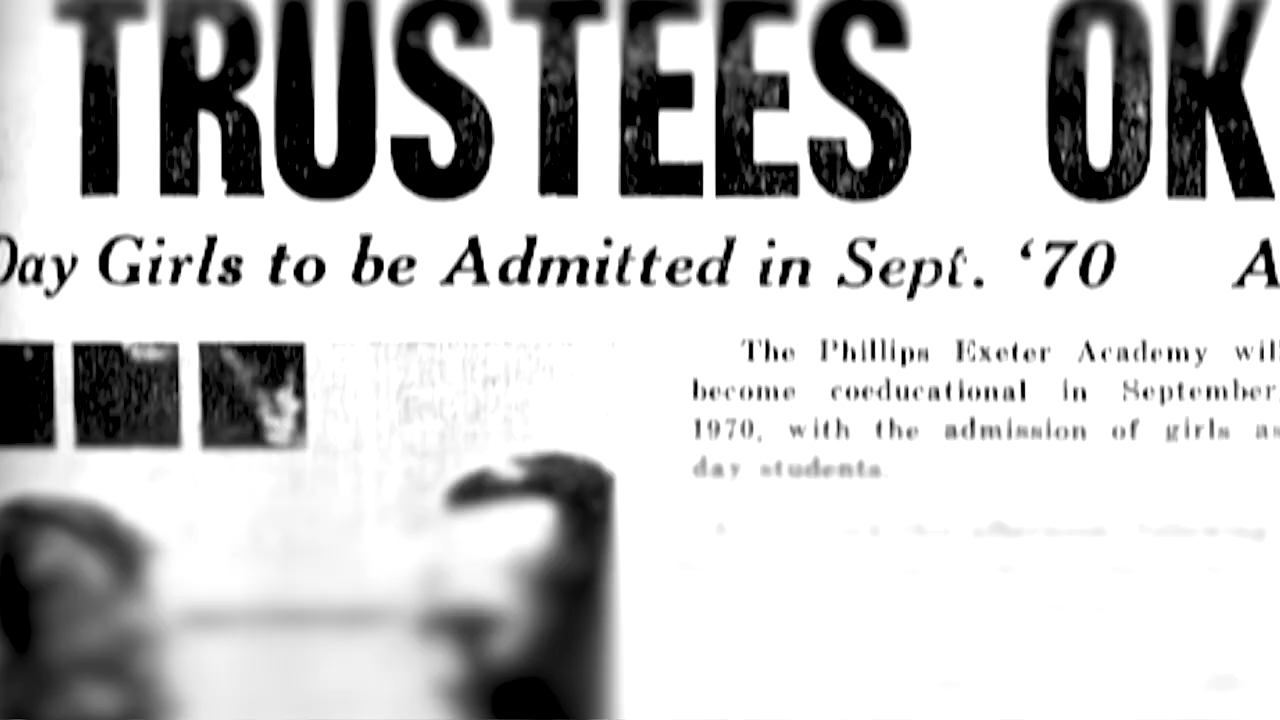 TRUSTEES OK
Day Girls to be Admitted in Sept. ‘70 A
The Phillips Exeter Academy will
become coeducational in September,
1970, with the admission of girls as
day students.